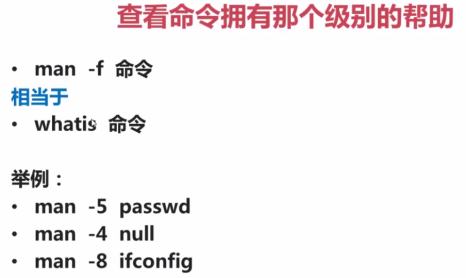 查看命令拥有那个级别的帮助
• man -f 命令
相当于
• whatis 命令
举例：
• man -5 passwd
• man -4 null
• man -8 ifconfig